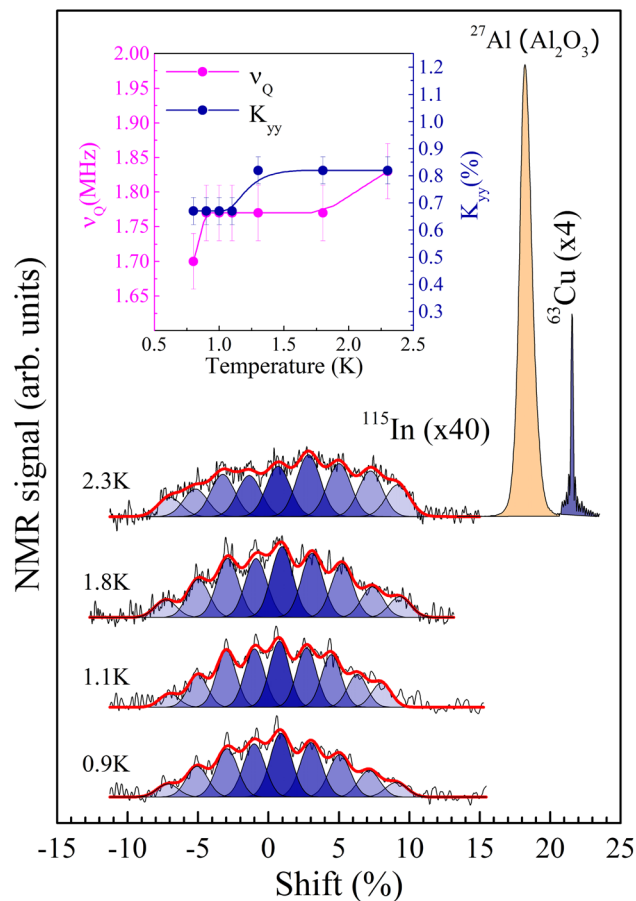 2.00
1.95
1.90
1.85
1.80
1.75
1.70
1.65
ν_Q(MHz)
ν_Q
K_yy
1.2
1.1
1.0
0.9
0.8
0.7
0.6
0.5
0.4
0.3
K_yy(%)
0.5 1.0 1.5 2.0 2.5
Temperature (K)
²⁷Al (Al₂O₃)
⁶³Cu (x4)
¹¹⁵In (x40)
NMR signal (arb. units)
2.3K
1.8K
1.1K
0.9K
-15 -10 -5 0 5 10 15 20 25
Shift (%)